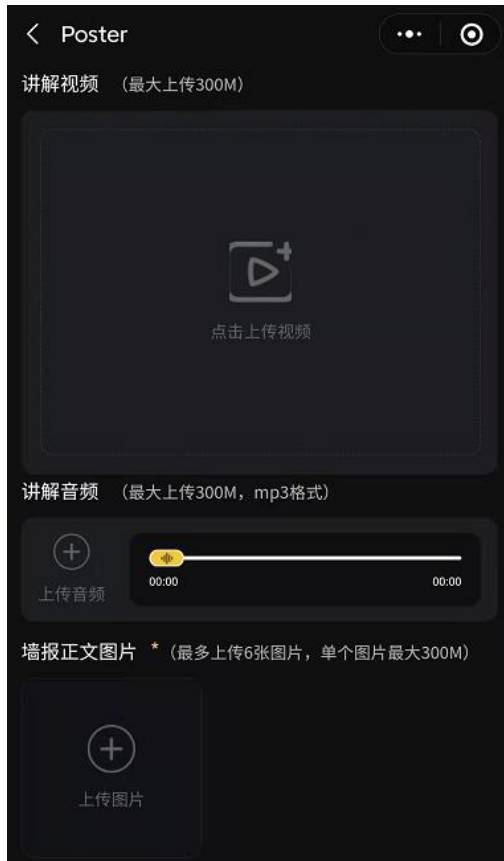 Poster
讲解视频 （最大上传300M）
点击上传视频
讲解音频 （最大上传300M，mp3格式）
上传音频
00:00 00:00
墙报正文图片 *（最多上传6张图片，单个图片最大300M）
上传图片